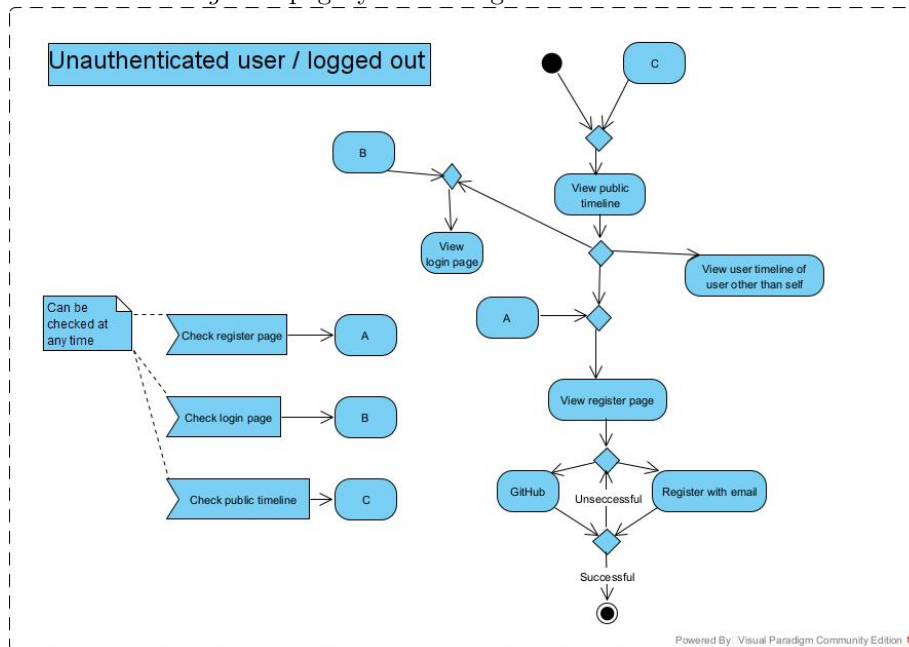 Unauthenticated user / logged out
C
B
View public
timeline
View
login page
View user timeline of
user other than self
Can be
checked at
any time
A
Check register page
A
View register page
Check login page
B
GitHub
Unseccessful
Register with email
Check public timeline
C
Successful
Powered By Visual Paradigm Community Edition